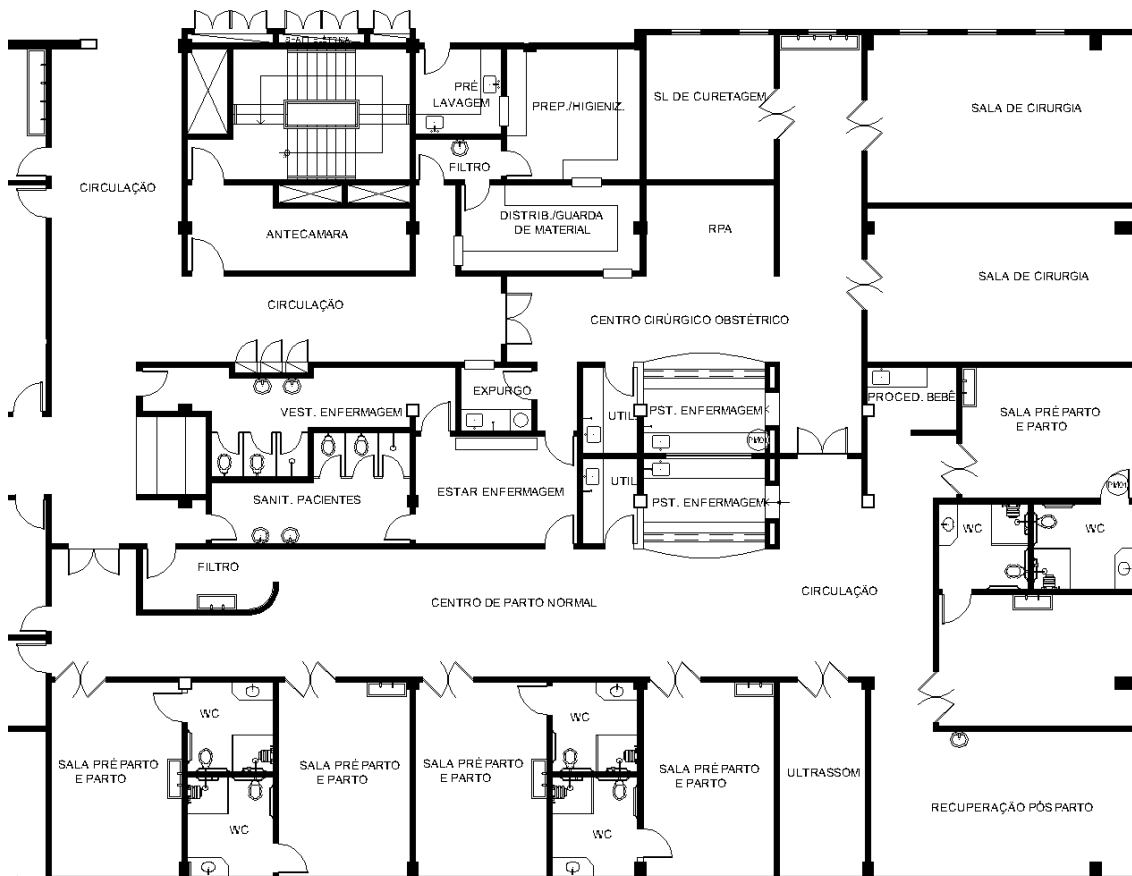 PRÉ
LAVAGEM
PREP./HIGIENIZ.
SL DE CURETAGEM
SALA DE CIRURGIA
FILTRO
CIRCULAÇÃO
ANTECAMARA
DISTRIB./GUARDA
DE MATERIAL
RPA
SALA DE CIRURGIA
CIRCULAÇÃO
CENTRO CIRÚRGICO OBSTÉTRICO
EXPURGO
PROCED. BEBÊ
VEST. ENFERMAGEM
UTIL
PST. ENFERMAGEM
SALA PRÉ PARTO
E PARTO
ESTAR ENFERMAGEM
UTIL
SANIT. PACIENTES
PST. ENFERMAGEM
WC
WC
FILTRO
CENTRO DE PARTO NORMAL
CIRCULAÇÃO
WC
WC
SALA PRÉ PARTO
E PARTO
SALA PRÉ PARTO
E PARTO
SALA PRÉ PARTO
E PARTO
SALA PRÉ PARTO
E PARTO
ULTRASSOM
RECUPERAÇÃO PÓS PARTO
WC
WC